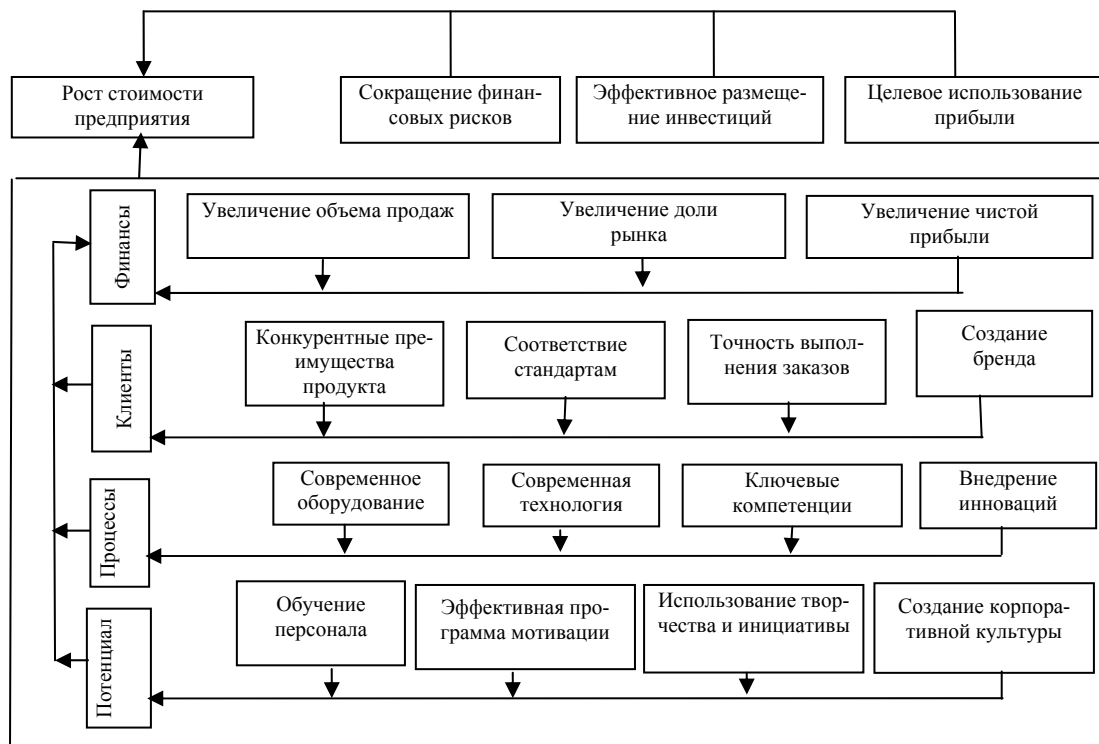 Рост стоимости
предприятия
Сокращение финан-
совых рисков
Эффективное размеще-
ние инвестиций
Целевое использование
прибыли
Финансы
Увеличение объема продаж
Увеличение доли
рынка
Увеличение чистой
прибыли
Клиенты
Конкурентные пре-
имущества
продукта
Соответствие
стандартам
Точность выпол-
нения заказов
Создание
бренда
Процессы
Современное
оборудование
Современная
технология
Ключевые
компетенции
Внедрение
инноваций
Потенциал
Обучение
персонала
Эффективная про-
грамма мотивации
Использование твор-
чества и инициативы
Создание корпора-
тивной культуры